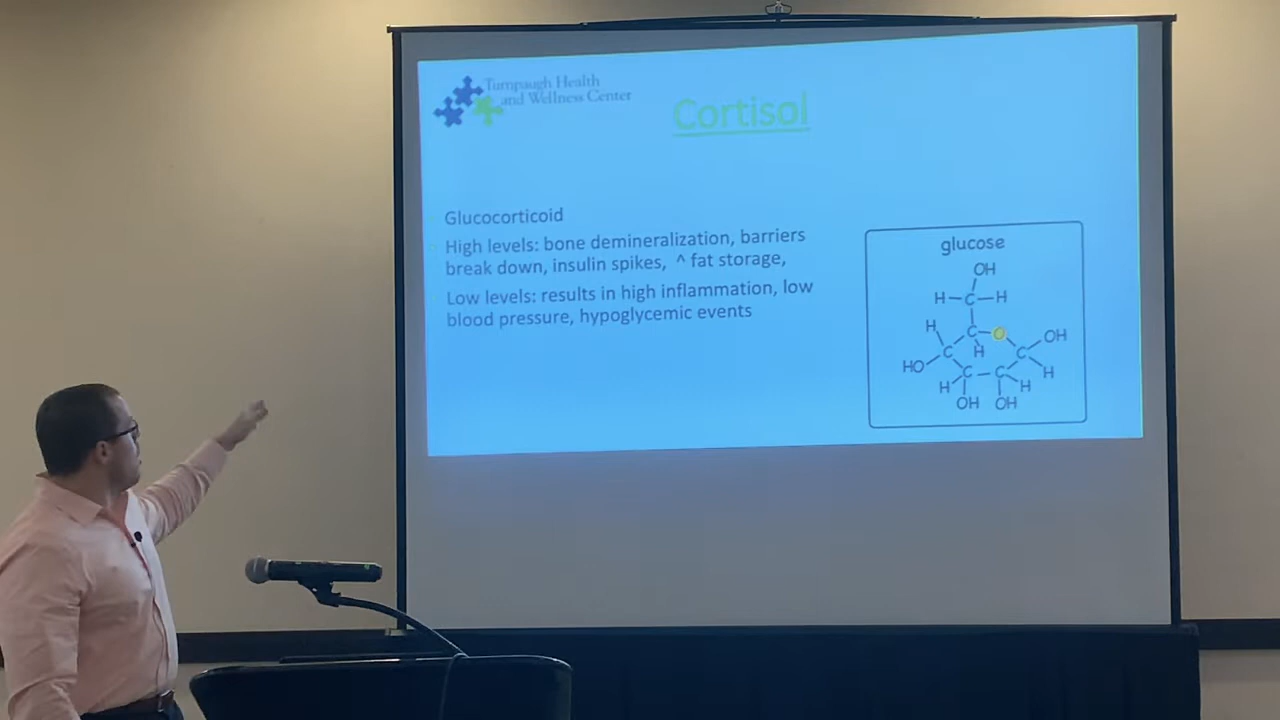 Turnpaugh Health
and Wellness Center
Cortisol
Glucocorticoid
High levels: bone demineralization, barriers
break down, insulin spikes, ^ fat storage,
Low levels: results in high inflammation, low
blood pressure, hypoglycemic events
glucose
OH
H-C-H
H C-O OH
HO C H C H
H C-C H
OH OH